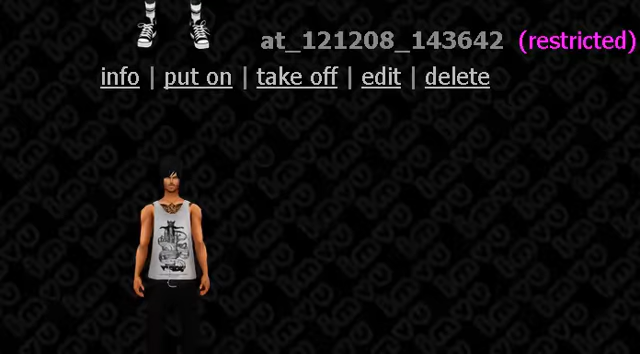 at_121208_143642 (restricted)
info | put on | take off | edit | delete